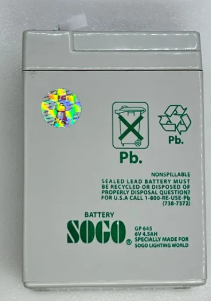 Pb.
Pb.
NONSPILLABLE
SEALED LEAD BATTERY MUST
BE RECYCLED OR DISPOSED OF
PROPERLY DISPOSAL QUESTION?
FOR U.S.A CALL 1-800-RE-USE-Pb
(738-7372)
BATTERY
SOGO®
GP 645
6V 4.5AH
SPECIALLY MADE FOR
SOGO LIGHTING WORLD